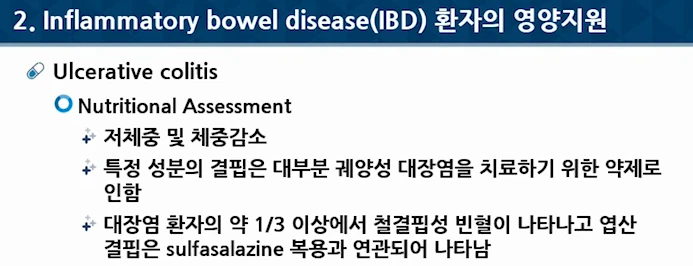 2. Inflammatory bowel disease(IBD) 환자의 영양지원
Ulcerative colitis
Nutritional Assessment
저체중 및 체중감소
특정 성분의 결핍은 대부분 궤양성 대장염을 치료하기 위한 약제로
인함
대장염 환자의 약 1/3 이상에서 철결핍성 빈혈이 나타나고 엽산
결핍은 sulfasalazine 복용과 연관되어 나타남